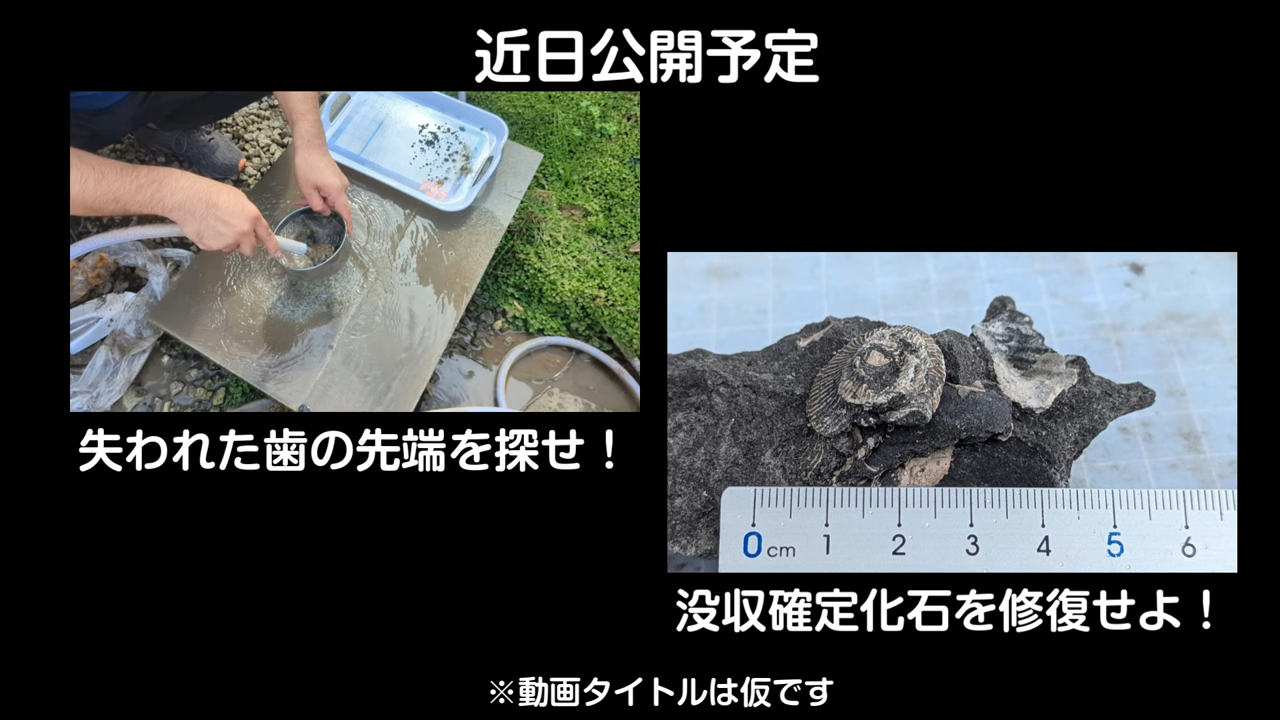 近日公開予定
失われた歯の先端を探せ！
0 cm 1 2 3 4 5 6
没収確定化石を修復せよ！
※動画タイトルは仮です